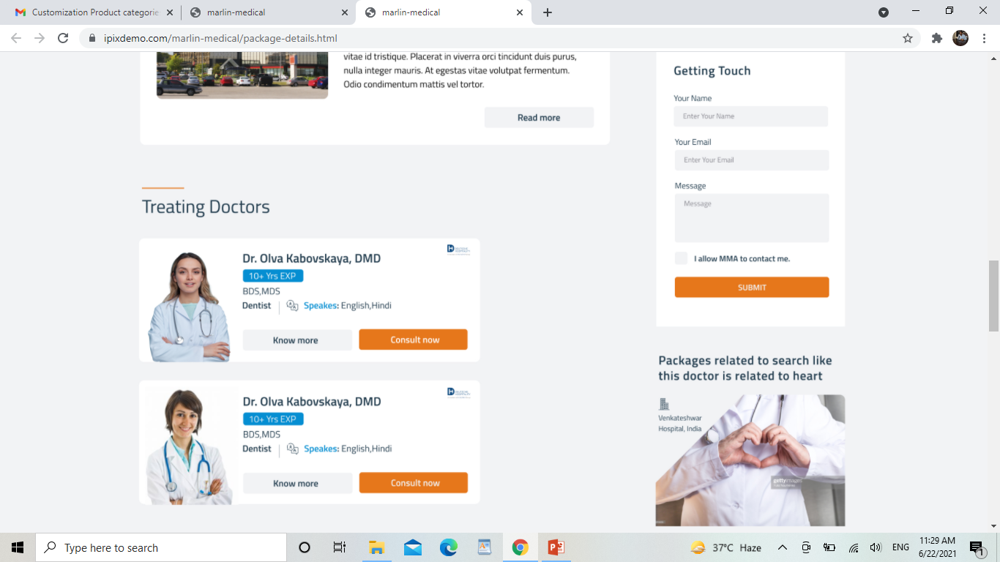 Customization Product categorie
marlin-medical
marlin-medical
ipixdemo.com/marlin-medical/package-details.html
vitae id tristique. Placerat in viverra orci tincidunt duis purus,
nulla integer mauris. At egestas vitae volutpat fermentum.
Odio condimentum mattis vel tortor.
Read more
Treating Doctors
Dr. Olva Kabovskaya, DMD
10+ Yrs EXP
BDS,MDS
Dentist
Speakes: English,Hindi
Know more
Consult now
Dr. Olva Kabovskaya, DMD
10+ Yrs EXP
BDS,MDS
Dentist
Speakes: English,Hindi
Know more
Consult now
Getting Touch
Your Name
Enter Your Name
Your Email
Enter Your Email
Message
Message
I allow MMA to contact me.
SUBMIT
Packages related to search like
this doctor is related to heart
Venkateshwar
Hospital, India
gettyimages
Type here to search
37°C Haze
ENG
11:29 AM
6/22/2021
1